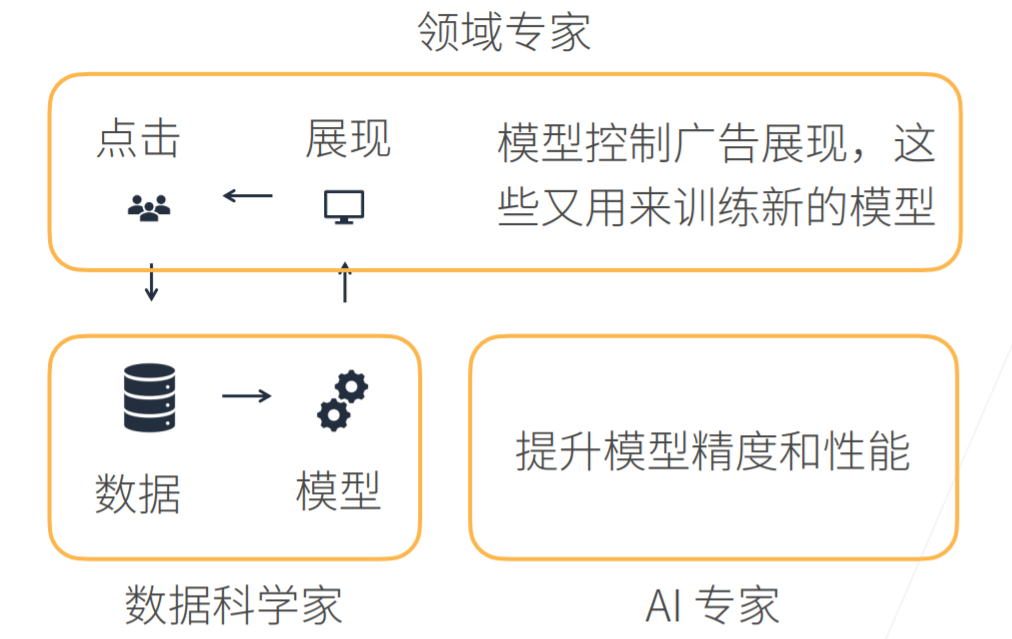 领域专家
点击
展现
模型控制广告展现，这
些又用来训练新的模型
数据
模型
提升模型精度和性能
数据科学家
AI 专家